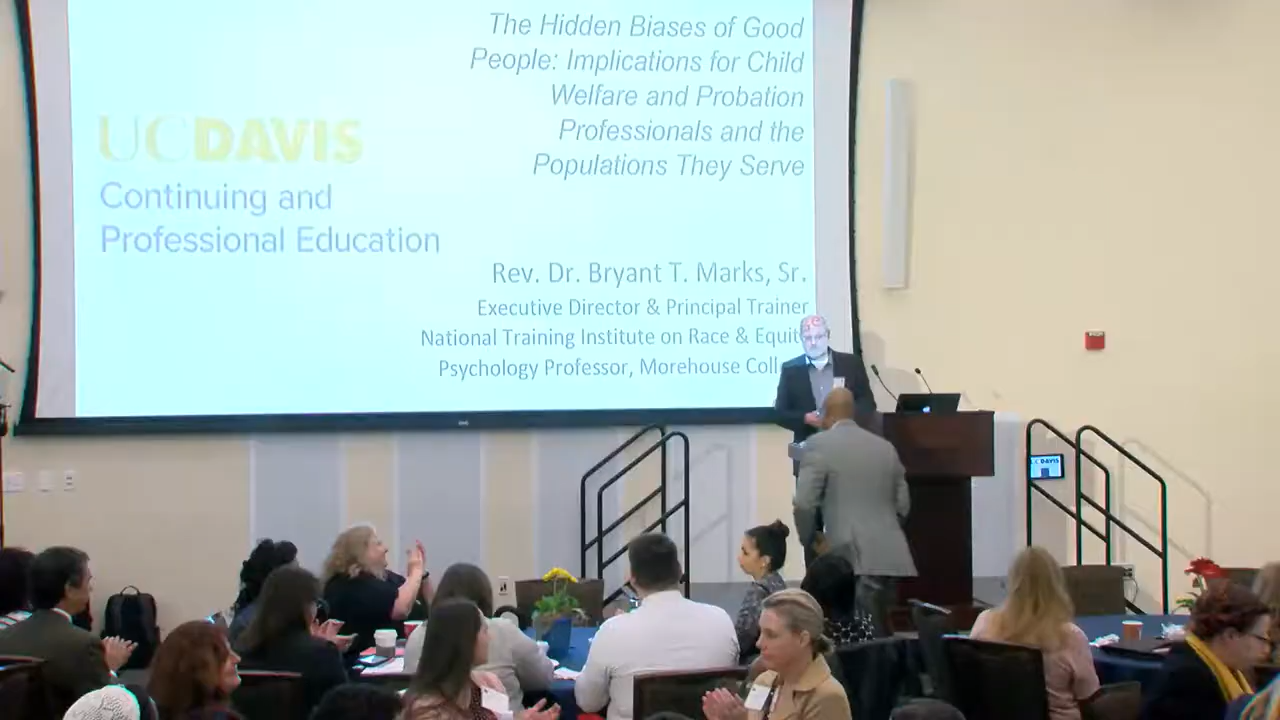 The Hidden Biases of Good
People: Implications for Child
Welfare and Probation
Professionals and the
Populations They Serve
UCDAVIS
Continuing and
Professional Education
Rev. Dr. Bryant T. Marks, Sr.
Executive Director & Principal Trainer
National Training Institute on Race &
Psychology Professor, Morehouse
UC DAVIS